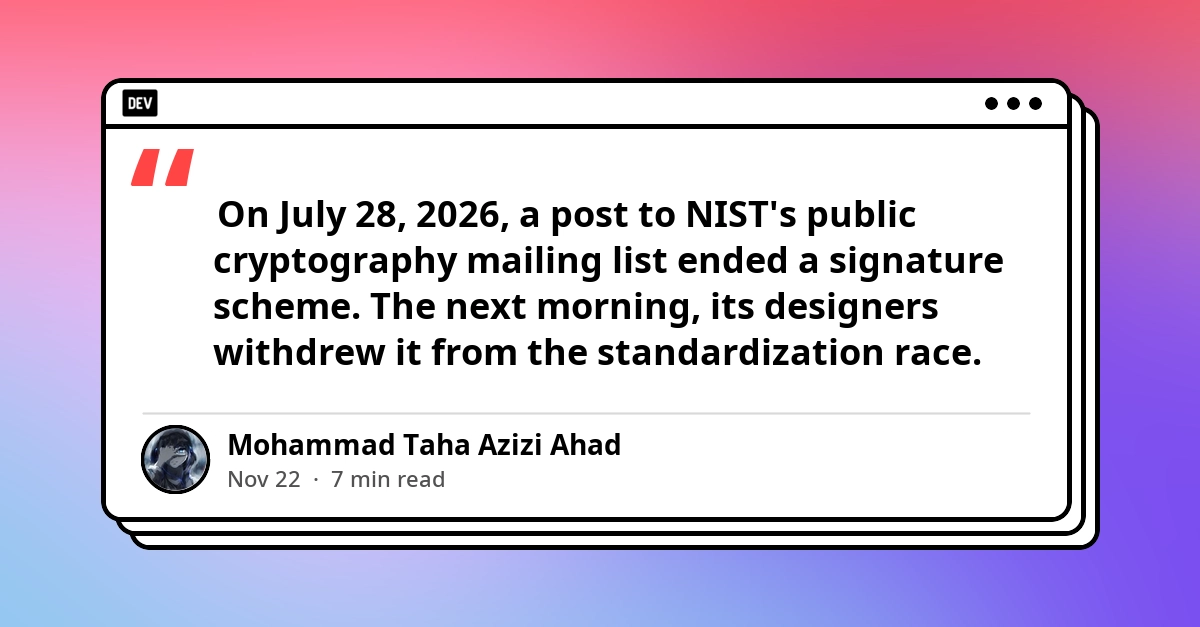 DEV
“
On July 28, 2026, a post to NIST's public
cryptography mailing list ended a signature
scheme. The next morning, its designers
withdrew it from the standardization race.
Mohammad Taha Azizi Ahad
Nov 22 · 7 min read